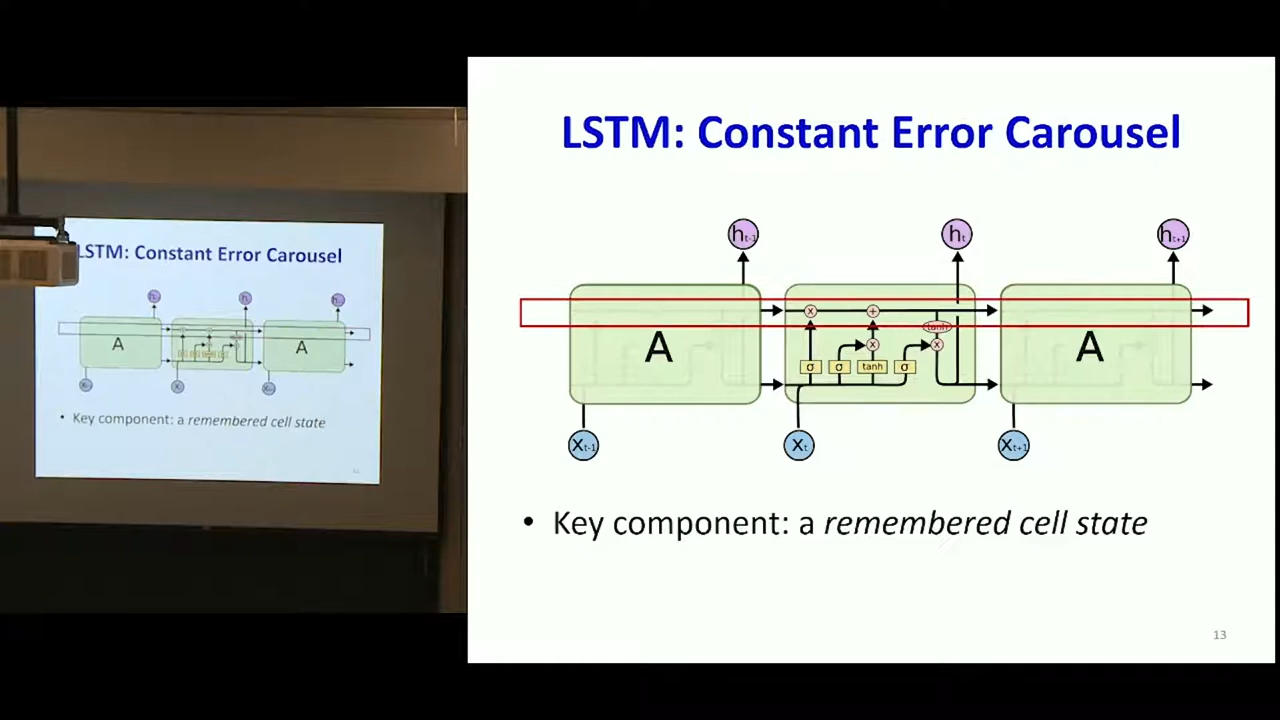 LSTM: Constant Error Carousel
h t-1
h t
h t+1
x +
tanh
A x x A
σ σ tanh σ
X t-1
X t
X t+1
• Key component: a remembered cell state
13
LSTM: Constant Error Carousel
A A
• Key component: a remembered cell state